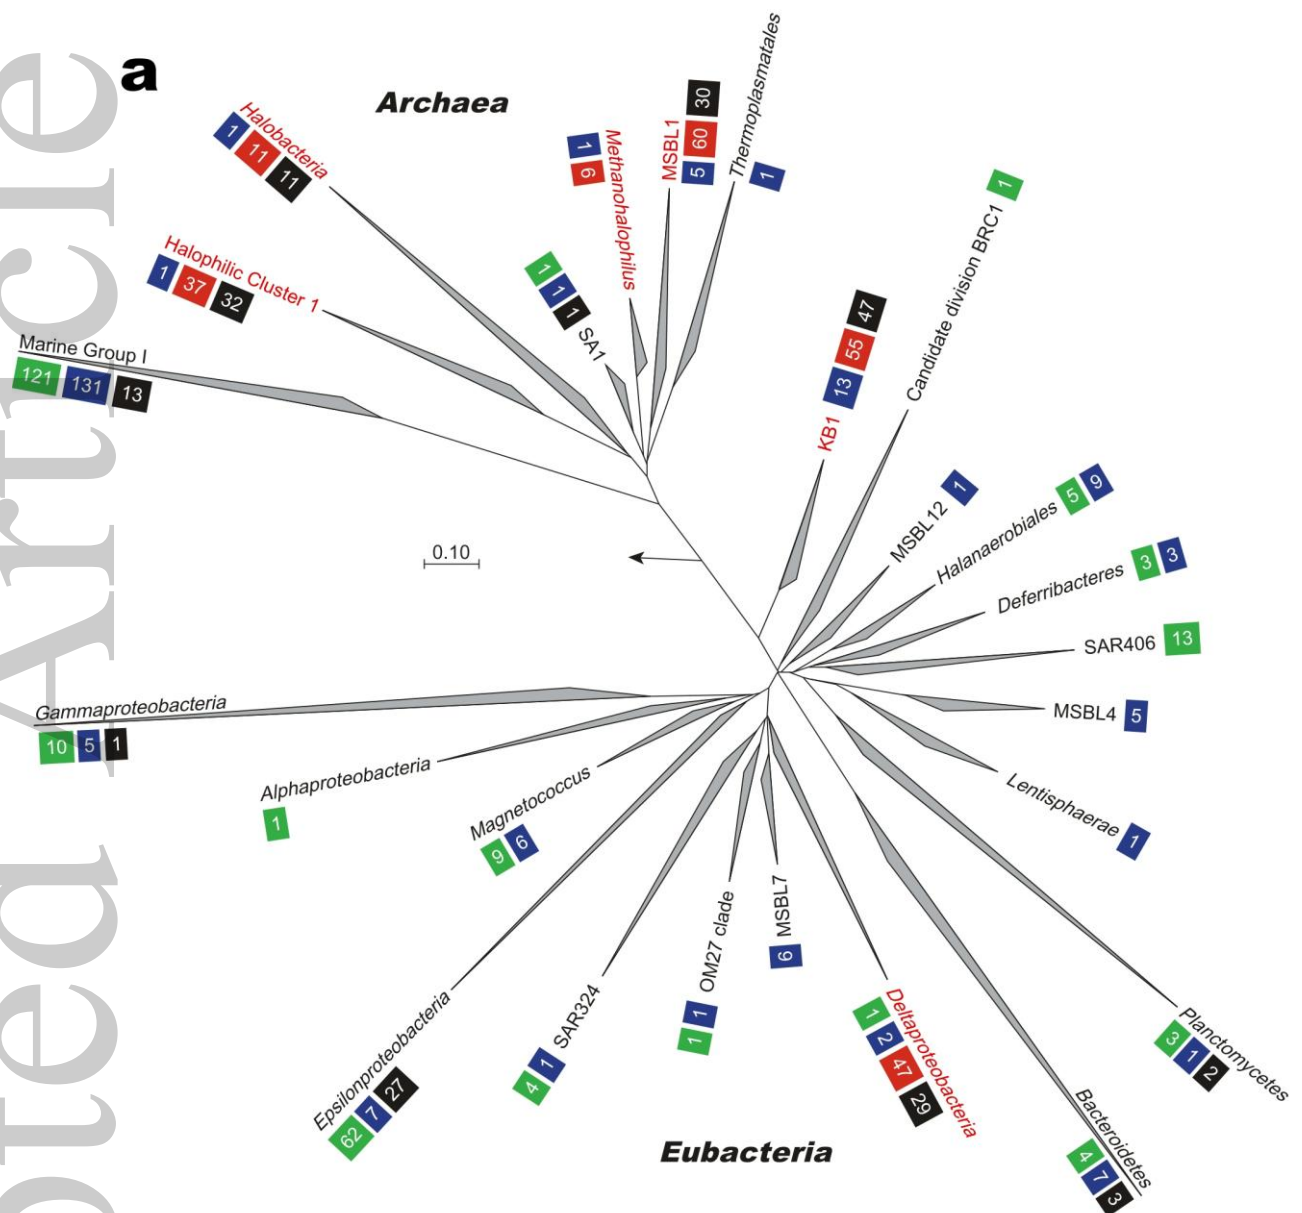 a
Archaea
Halobacteria
1 11 11
Halophilic Cluster 1
1 37 32
Marine Group I
121 131 13
SA1
1 1 1
Methanohalophilus
1 6
MSBL1
30 60 5
Thermoplasmatales
1
KB1
13 55 47
Candidate division BRC1
1
MSBL12
1
Halanaerobiales
5 9
Deferribacteres
3 3
SAR406
13
MSBL4
5
Lentisphaerae
1
Planctomycetes
3 1 2
Bacteroidetes
4 7 3
Deltaproteobacteria
1 2 47 29
MSBL7
6
OM27 clade
1 1
SAR324
4 1
Epsilonproteobacteria
62 7 27
Magnetococcus
9 6
Alphaproteobacteria
1
Gammaproteobacteria
10 5 1
0.10
Eubacteria
oted Article